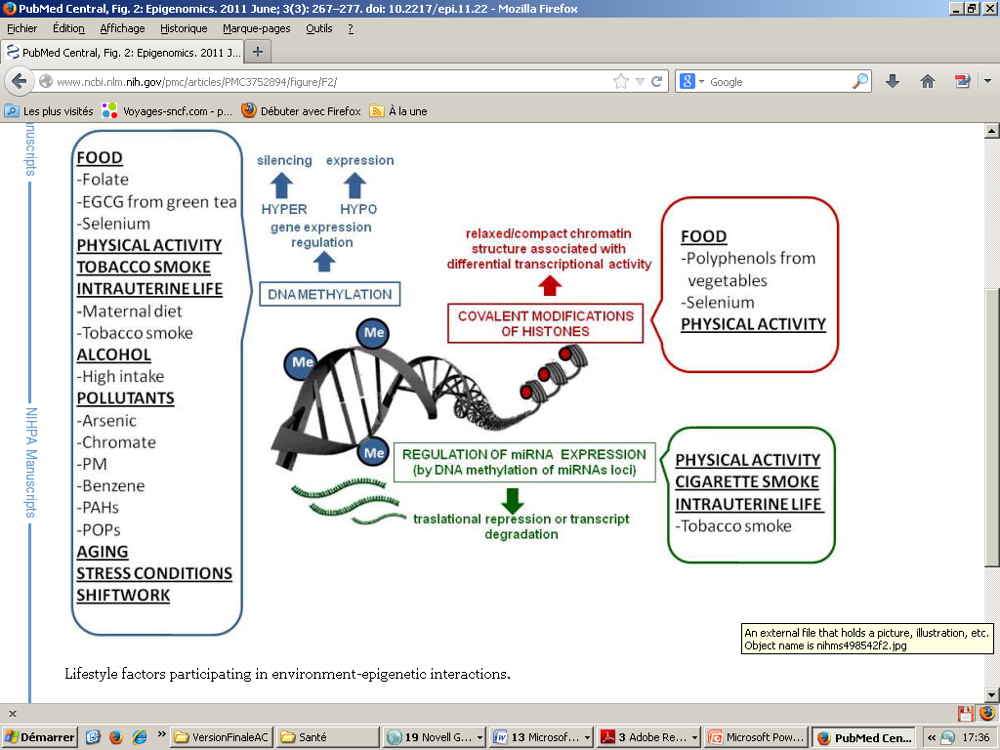 PubMed Central, Fig. 2: Epigenomics. 2011 June; 3(3): 267–277. doi: 10.2217/epi.11.22 - Mozilla Firefox
Fichier Édition Affichage Historique Marque-pages Outils ?
PubMed Central, Fig. 2: Epigenomics. 2011 J... +
www.ncbi.nlm.nih.gov/pmc/articles/PMC3752894/figure/F2/
Google
Les plus visités Voyages-sncf.com - p... Débuter avec Firefox À la une
anuscripts
NIHPA Manuscripts
FOOD
-Folate
-EGCG from green tea
-Selenium
PHYSICAL ACTIVITY
TOBACCO SMOKE
INTRAUTERINE LIFE
-Maternal diet
-Tobacco smoke
ALCOHOL
-High intake
POLLUTANTS
-Arsenic
-Chromate
-PM
-Benzene
-PAHs
-POPs
AGING
STRESS CONDITIONS
SHIFTWORK
silencing expression
HYPER HYPO
gene expression
regulation
DNA METHYLATION
Me
Me
Me
relaxed/compact chromatin
structure associated with
differential transcriptional activity
COVALENT MODIFICATIONS
OF HISTONES
FOOD
-Polyphenols from
vegetables
-Selenium
PHYSICAL ACTIVITY
REGULATION OF miRNA EXPRESSION
(by DNA methylation of miRNAs loci)
traslational repression or transcript
degradation
PHYSICAL ACTIVITY
CIGARETTE SMOKE
INTRAUTERINE LIFE
-Tobacco smoke
An external file that holds a picture, illustration, etc.
Object name is nihms498542f2.jpg
Lifestyle factors participating in environment-epigenetic interactions.
×
Démarrer » VersionFinaleAC Santé 19 Novell G... 13 Microsof... 3 Adobe Re... Microsoft Pow... PubMed Cen... « 17:36